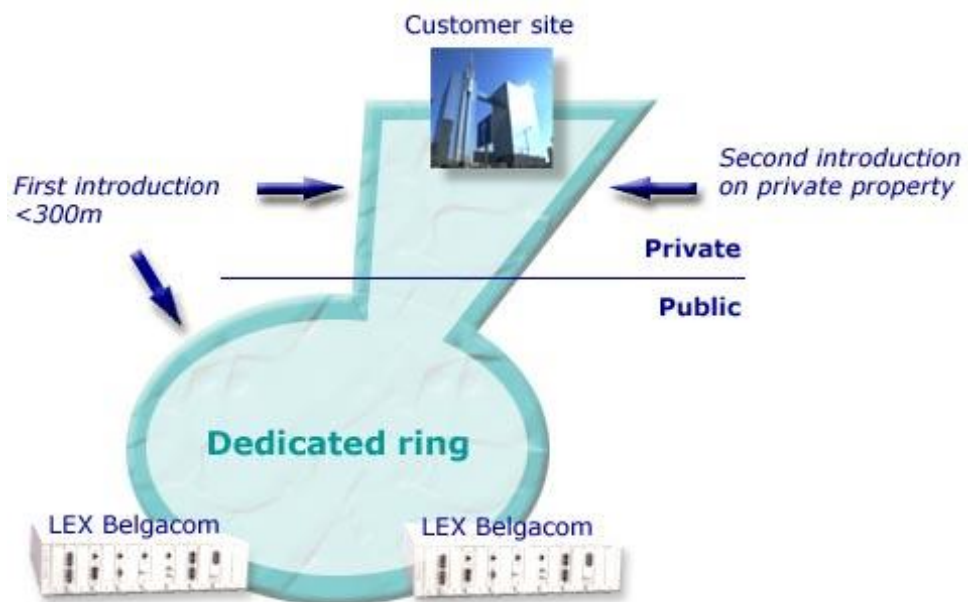 Customer site
First introduction
<300m
Second introduction
on private property
Private
Public
Dedicated ring
LEX Belgacom
LEX Belgacom